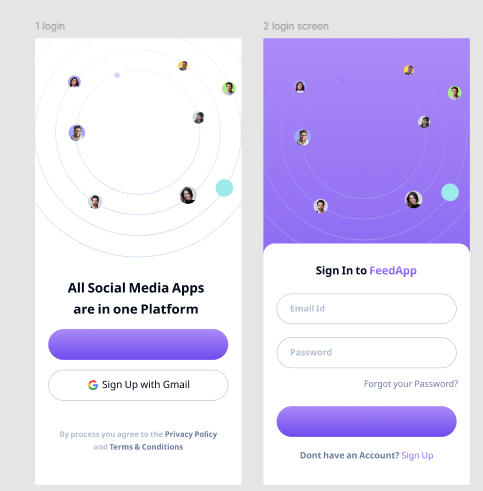 1 login
2 login screen
All Social Media Apps
are in one Platform
Sign Up with Gmail
By process you agree to the Privacy Policy
and Terms & Conditions
Sign In to FeedApp
Email Id
Password
Forgot your Password?
Dont have an Account? Sign Up